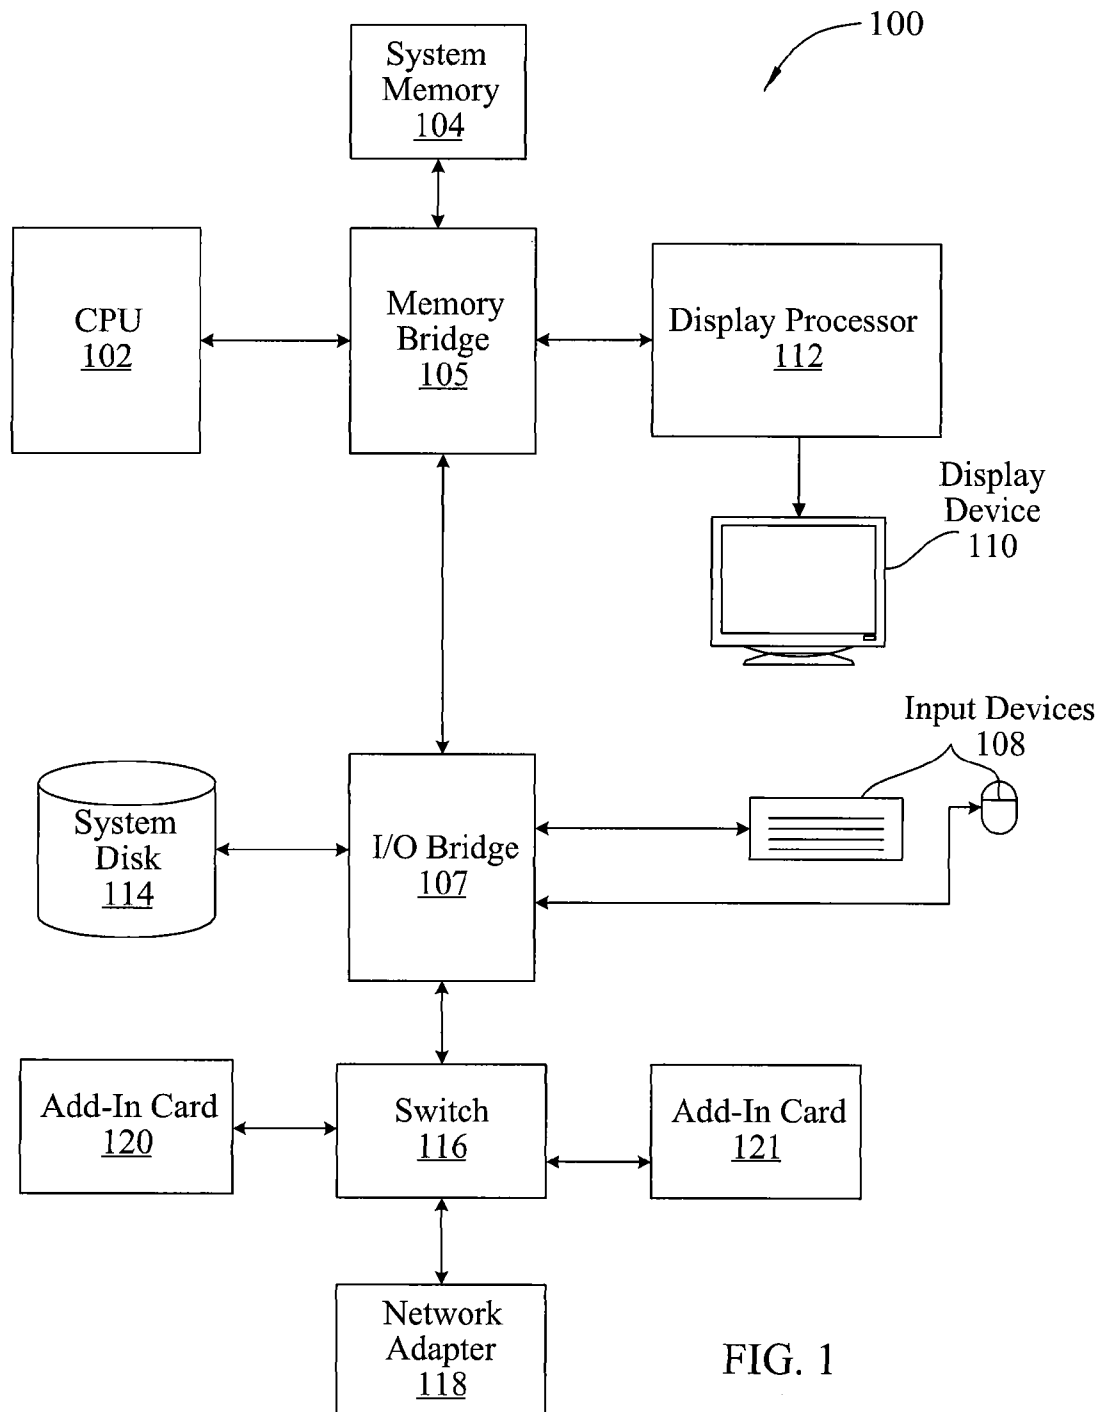 100
System
Memory
104
CPU
102
Memory
Bridge
105
Display Processor
112
Display
Device
110
Input Devices
108
System
Disk
114
I/O Bridge
107
Add-In Card
120
Switch
116
Add-In Card
121
Network
Adapter
118
FIG. 1